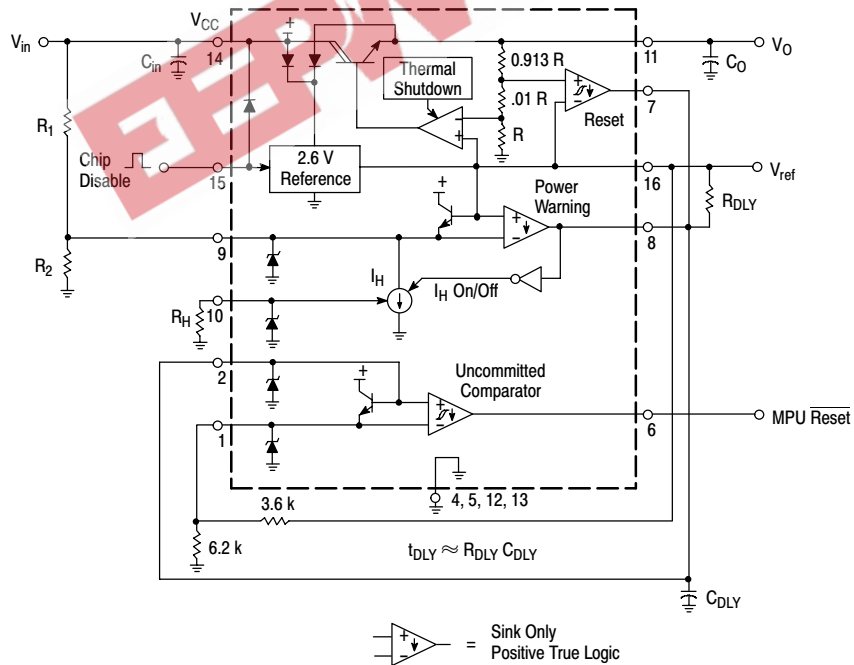 VCC
Vin
Cin
14
11
CO
VO
0.913 R
.01 R
R
Thermal
Shutdown
7
Reset
R1
Chip
Disable
15
2.6 V
Reference
16
Vref
RDLY
Power
Warning
8
9
R2
IH
IH On/Off
RH
10
2
Uncommitted
Comparator
1
6
MPU Reset
4, 5, 12, 13
3.6 k
6.2 k
tDLY ≈ RDLY CDLY
CDLY
= Sink Only
Positive True Logic